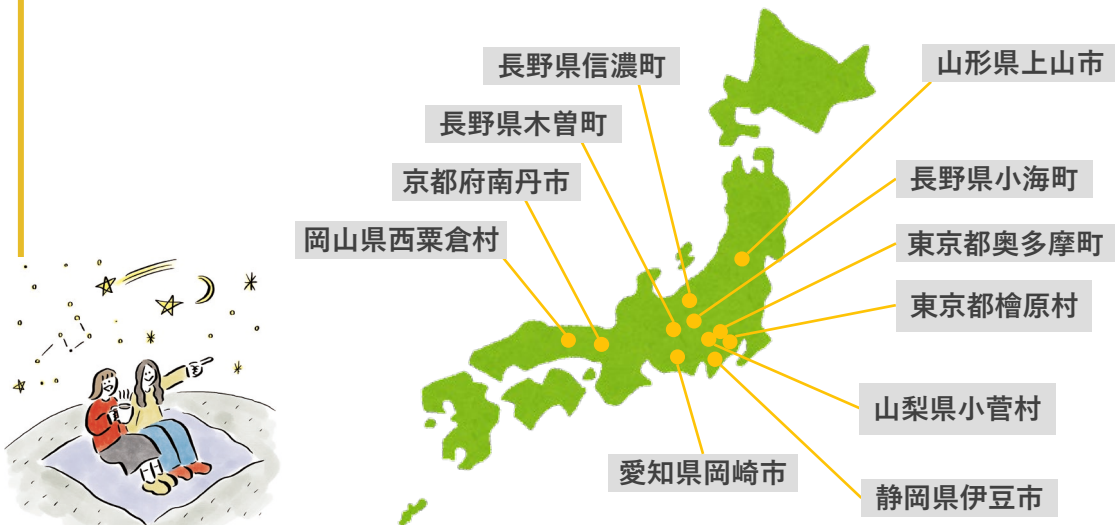 長野県信濃町
長野県木曽町
京都府南丹市
岡山県西粟倉村
山形県上山市
長野県小海町
東京都奥多摩町
東京都檜原村
山梨県小菅村
愛知県岡崎市
静岡県伊豆市